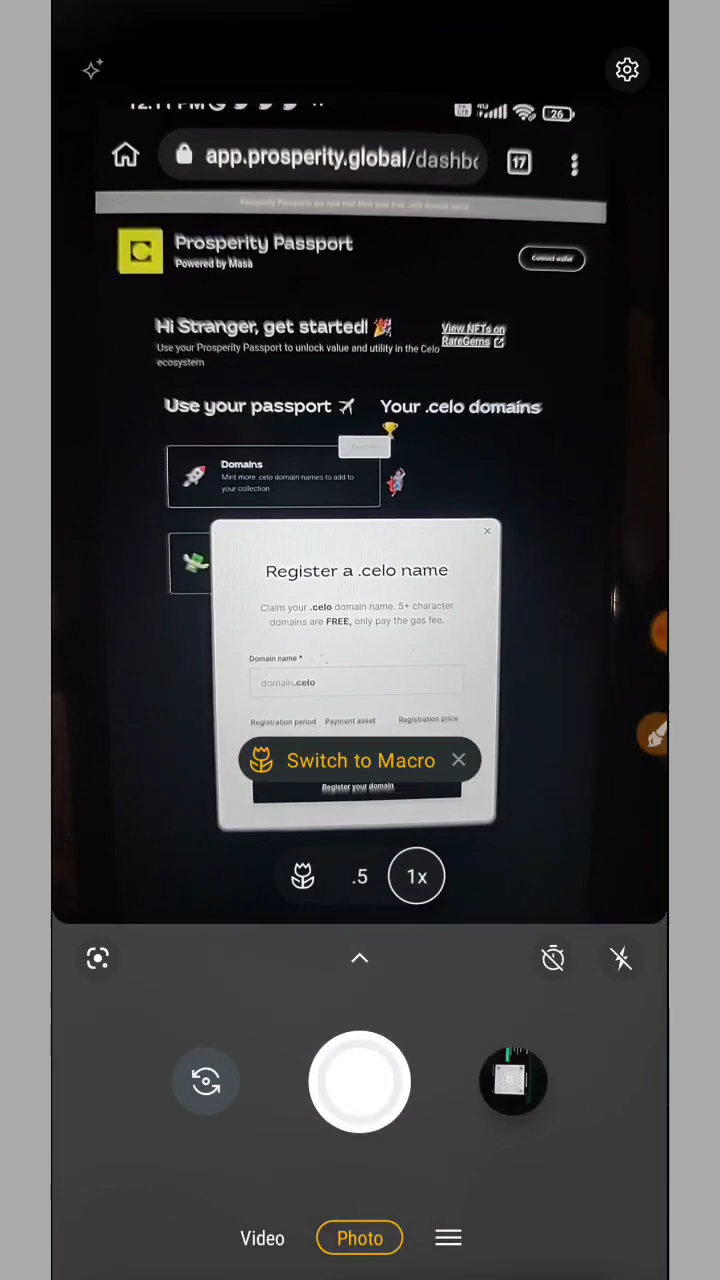 26
app.prosperity.global/dashb
17
Prosperity Passport
Powered by Masa
Connect wallet
Hi Stranger, get started! 🎉
View NFTs on
RareGems
Use your Prosperity Passport to unlock value and utility in the Celo
ecosystem
Use your passport
Your .celo domains
Domains
Mint more .celo domain names to add to
your collection
Register a .celo name
Claim your .celo domain name. 5+ character
domains are FREE, only pay the gas fee.
Domain name *
domain.celo
Registration period Payment asset Registration price
Switch to Macro
Register your domain
.5 1x
Video Photo